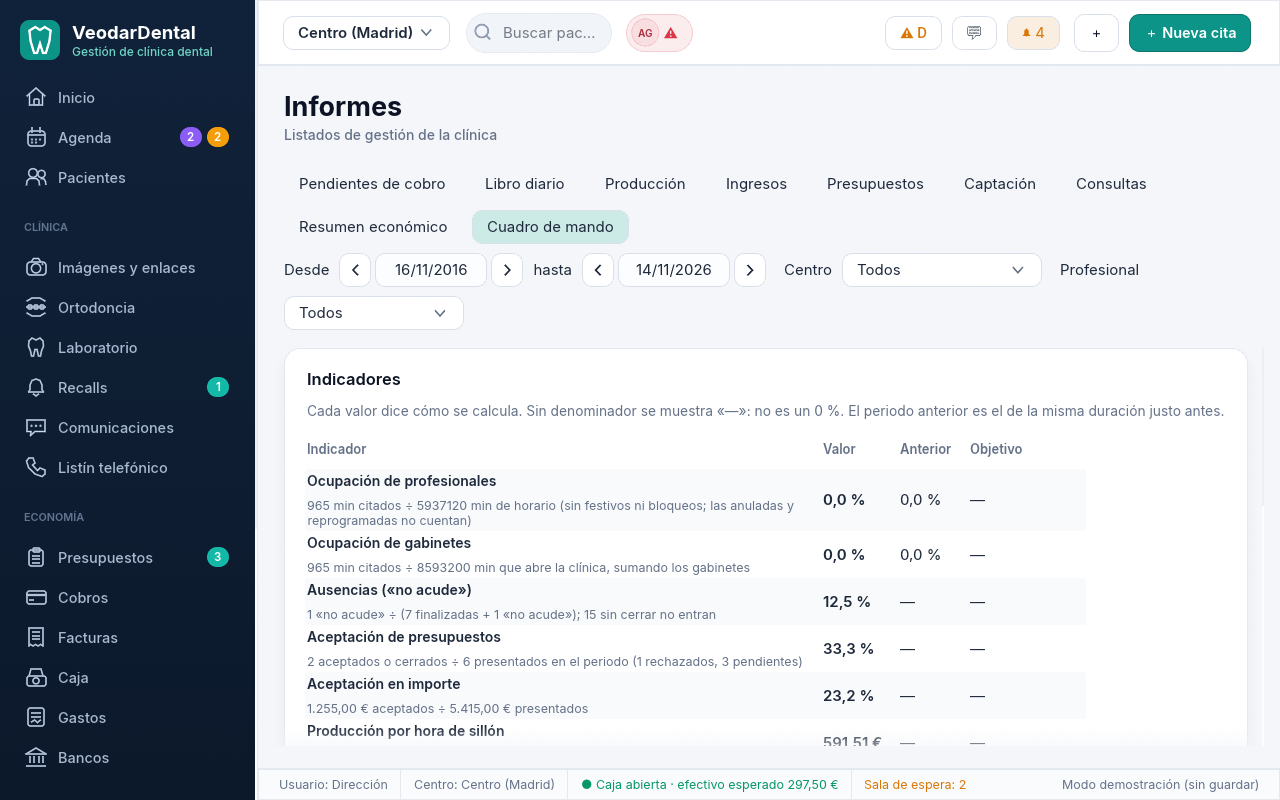 VeodarDental
Gestión de clínica dental
Inicio
Agenda 2 2
Pacientes
CLÍNICA
Imágenes y enlaces
Ortodoncia
Laboratorio
Recalls 1
Comunicaciones
Listín telefónico
ECONOMÍA
Presupuestos 3
Cobros
Facturas
Caja
Gastos
Bancos
Centro (Madrid) Buscar pac... AG D 4 + + Nueva cita
Informes
Listados de gestión de la clínica
Pendientes de cobro Libro diario Producción Ingresos Presupuestos Captación Consultas
Resumen económico Cuadro de mando
Desde 16/11/2016 hasta 14/11/2026 Centro Todos Profesional
Todos
Indicadores
Cada valor dice cómo se calcula. Sin denominador se muestra «—»: no es un 0 %. El periodo anterior es el de la misma duración justo antes.
Indicador Valor Anterior Objetivo
Ocupación de profesionales
965 min citados ÷ 5937120 min de horario (sin festivos ni bloqueos; las anuladas y
reprogramadas no cuentan)
0,0 % 0,0 % —
Ocupación de gabinetes
965 min citados ÷ 8593200 min que abre la clínica, sumando los gabinetes
0,0 % 0,0 % —
Ausencias («no acude»)
1 «no acude» ÷ (7 finalizadas + 1 «no acude»); 15 sin cerrar no entran
12,5 % — —
Aceptación de presupuestos
2 aceptados o cerrados ÷ 6 presentados en el periodo (1 rechazados, 3 pendientes)
33,3 % — —
Aceptación en importe
1.255,00 € aceptados ÷ 5.415,00 € presentados
23,2 % — —
Producción por hora de sillón
591,51 € — —
Usuario: Dirección Centro: Centro (Madrid) Caja abierta · efectivo esperado 297,50 € Sala de espera: 2 Modo demostración (sin guardar)